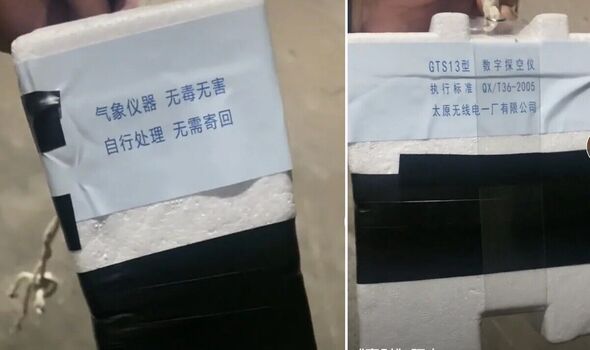 气象仪器 无毒无害
自行处理 无需寄回
GTS13型 数字探空仪
执行标准 QX/T36-2005
太原无线电一厂有限公司